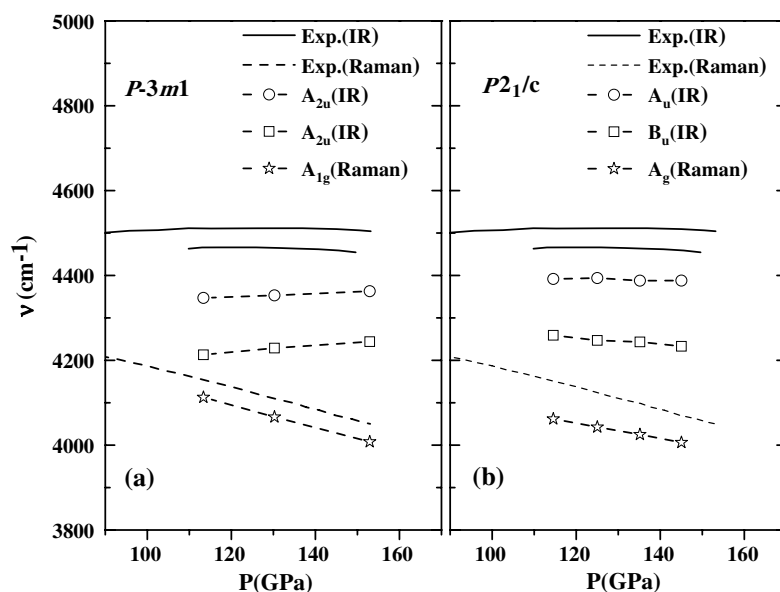 5000
4800
4600
4400
4200
4000
3800
ν (cm-1)
P-3m1
Exp.(IR)
Exp.(Raman)
A2u(IR)
A2u(IR)
A1g(Raman)
(a)
100 120 140 160
P(GPa)
P21/c
Exp.(IR)
Exp.(Raman)
Au(IR)
Bu(IR)
Ag(Raman)
(b)
100 120 140 160
P(GPa)